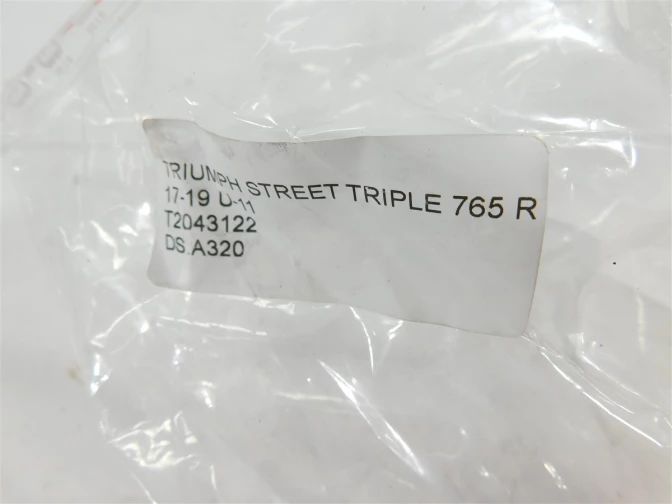 TRIUMPH STREET TRIPLE 765 R
17-19 U-11
T2043122
DS.A320